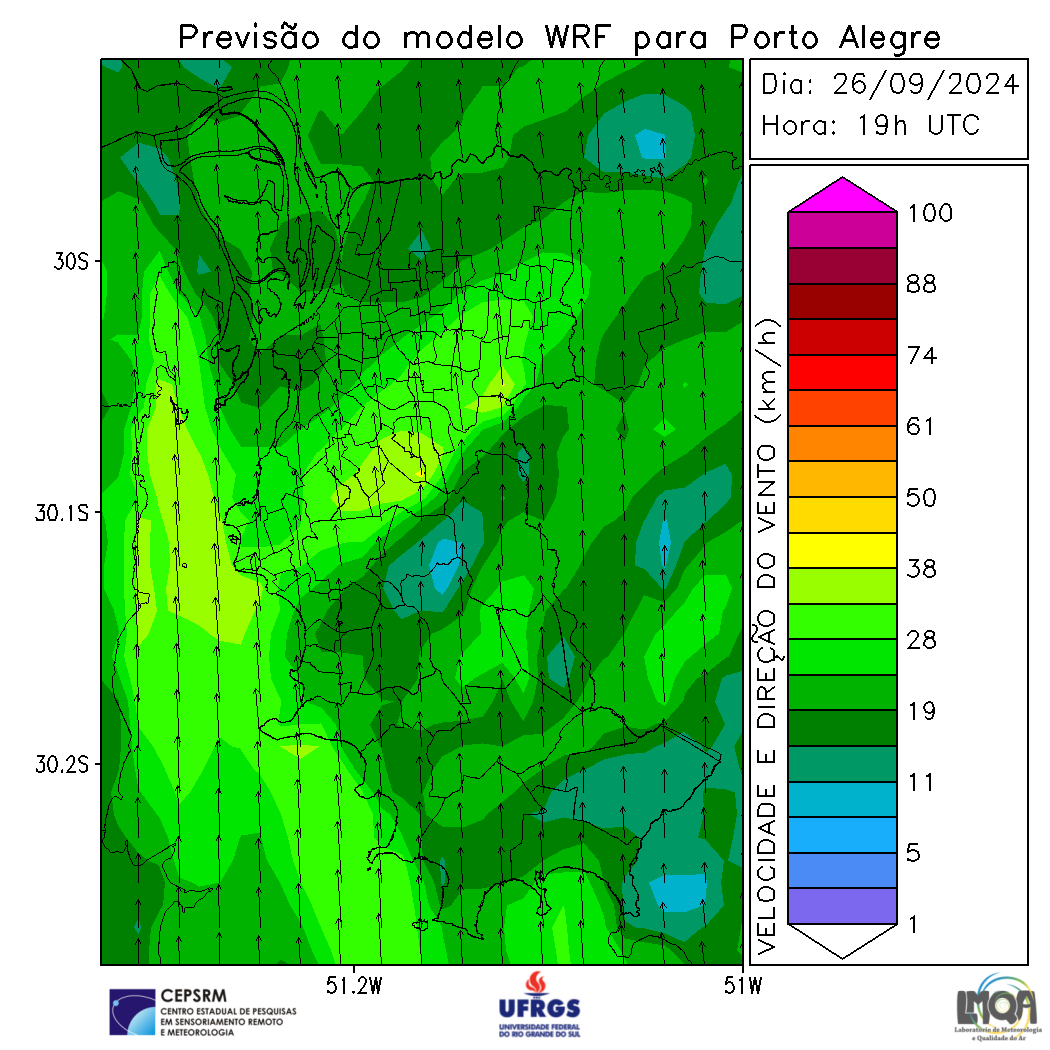 Previsão do modelo WRF para Porto Alegre
Dia: 26/09/2024
Hora: 19h UTC
30S
30.1S
30.2S
51.2W
51W
VELOCIDADE E DIREÇÃO DO VENTO (km/h)
100
88
74
61
50
38
28
19
11
5
1
CEPSRM
CENTRO ESTADUAL DE PESQUISAS
EM SENSORIAMENTO REMOTO
E METEOROLOGIA
UFRGS
UNIVERSIDADE FEDERAL
DO RIO GRANDE DO SUL
LMQA
Laboratório de Meteorologia
e Qualidade do Ar